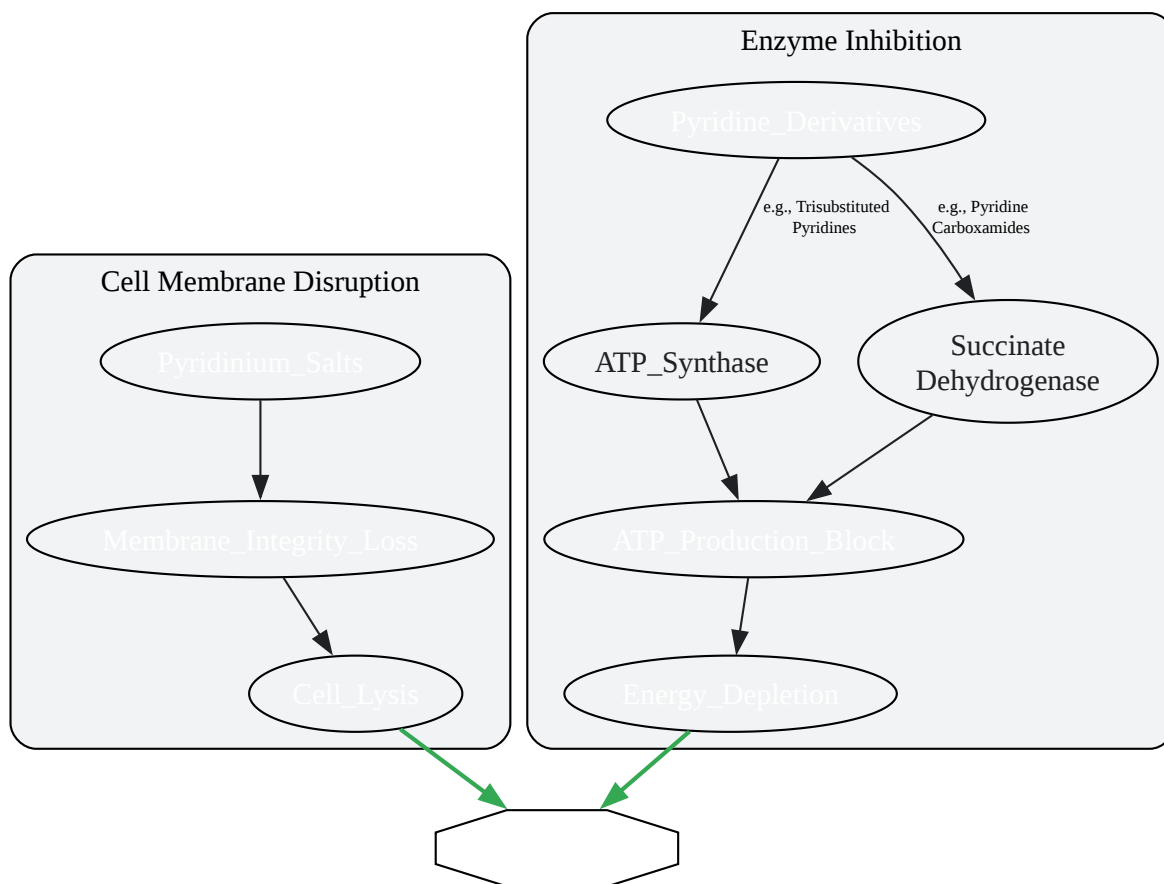 Enzyme Inhibition
Pyridine_Derivatives
e.g., Trisubstituted
Pyridines
e.g., Pyridine
Carboxamides
Cell Membrane Disruption
Pyridinium_Salts
ATP_Synthase
Succinate
Dehydrogenase
Membrane_Integrity_Loss
ATP_Production_Block
Cell_Lysis
Energy_Depletion